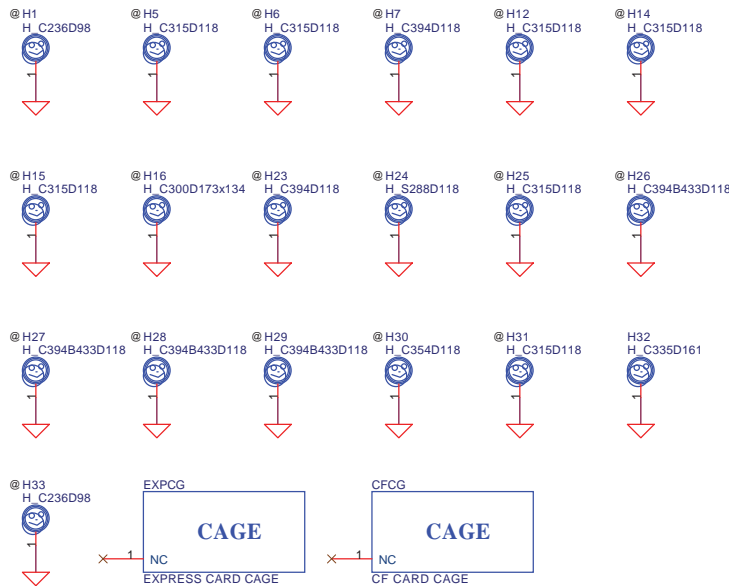 @ H1 @ H5 @ H6 @ H7 @ H12 @ H14
H_C236D98 H_C315D118 H_C315D118 H_C394D118 H_C315D118 H_C315D118
1 1 1 1 1 1
@ H15 @ H16 @ H23 @ H24 @ H25 @ H26
H_C315D118 H_C300D173x134 H_C394D118 H_S288D118 H_C315D118 H_C394B433D118
1 1 1 1 1 1
@ H27 @ H28 @ H29 @ H30 @ H31 H32
H_C394B433D118 H_C394B433D118 H_C394B433D118 H_C354D118 H_C315D118 H_C335D161
1 1 1 1 1 1
@ H33 EXPCG CFCG
H_C236D98
CAGE CAGE
1 1 NC 1 NC
EXPRESS CARD CAGE CF CARD CAGE